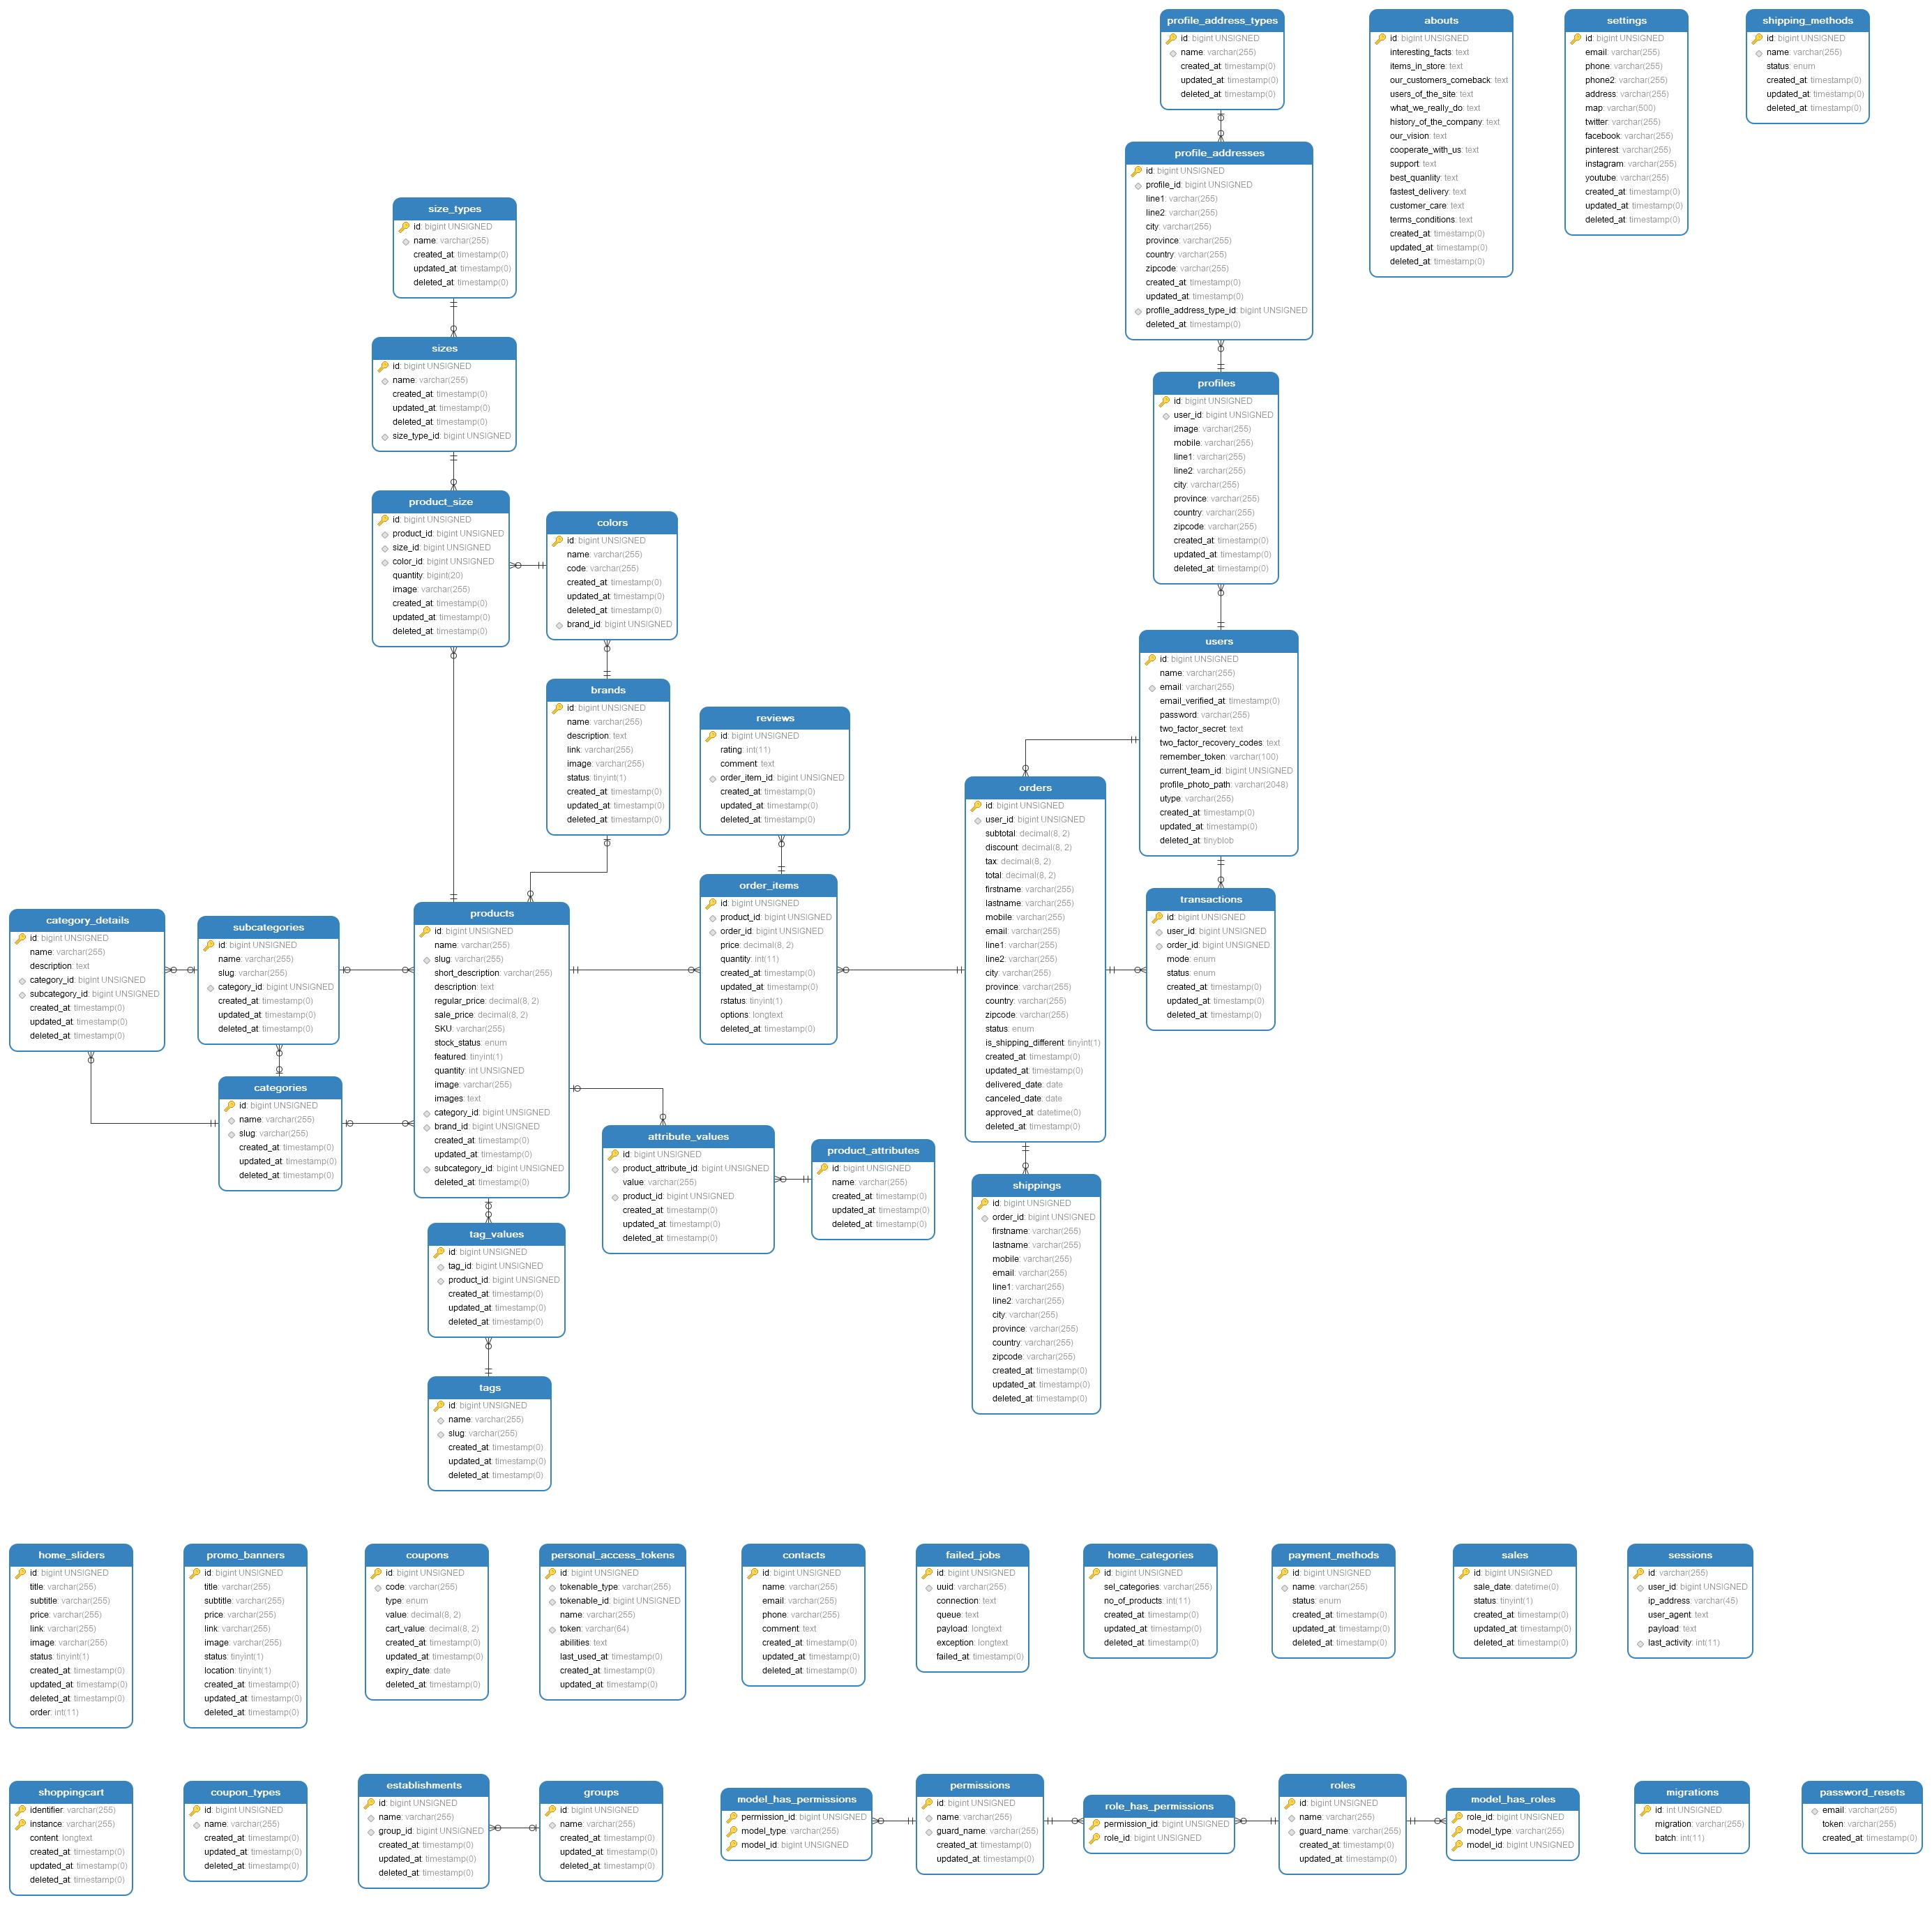 profile_address_types
id: bigint UNSIGNED
name: varchar(255)
created_at: timestamp(0)
updated_at: timestamp(0)
deleted_at: timestamp(0)
abouts
id: bigint UNSIGNED
interesting_facts: text
items_in_store: text
our_customers_comeback: text
users_of_the_site: text
what_we_really_do: text
history_of_the_company: text
our_vision: text
cooperate_with_us: text
support: text
best_quanlity: text
fastest_delivery: text
customer_care: text
terms_conditions: text
created_at: timestamp(0)
updated_at: timestamp(0)
deleted_at: timestamp(0)
settings
id: bigint UNSIGNED
email: varchar(255)
phone: varchar(255)
phone2: varchar(255)
address: varchar(255)
map: varchar(500)
twitter: varchar(255)
facebook: varchar(255)
pinterest: varchar(255)
instagram: varchar(255)
youtube: varchar(255)
created_at: timestamp(0)
updated_at: timestamp(0)
deleted_at: timestamp(0)
shipping_methods
id: bigint UNSIGNED
name: varchar(255)
status: enum
created_at: timestamp(0)
updated_at: timestamp(0)
deleted_at: timestamp(0)
profile_addresses
id: bigint UNSIGNED
profile_id: bigint UNSIGNED
line1: varchar(255)
line2: varchar(255)
city: varchar(255)
province: varchar(255)
country: varchar(255)
zipcode: varchar(255)
created_at: timestamp(0)
updated_at: timestamp(0)
profile_address_type_id: bigint UNSIGNED
deleted_at: timestamp(0)
size_types
id: bigint UNSIGNED
name: varchar(255)
created_at: timestamp(0)
updated_at: timestamp(0)
deleted_at: timestamp(0)
sizes
id: bigint UNSIGNED
name: varchar(255)
created_at: timestamp(0)
updated_at: timestamp(0)
deleted_at: timestamp(0)
size_type_id: bigint UNSIGNED
profiles
id: bigint UNSIGNED
user_id: bigint UNSIGNED
image: varchar(255)
mobile: varchar(255)
line1: varchar(255)
line2: varchar(255)
city: varchar(255)
province: varchar(255)
country: varchar(255)
zipcode: varchar(255)
created_at: timestamp(0)
updated_at: timestamp(0)
deleted_at: timestamp(0)
product_size
id: bigint UNSIGNED
product_id: bigint UNSIGNED
size_id: bigint UNSIGNED
color_id: bigint UNSIGNED
quantity: bigint(20)
image: varchar(255)
created_at: timestamp(0)
updated_at: timestamp(0)
deleted_at: timestamp(0)
colors
id: bigint UNSIGNED
name: varchar(255)
code: varchar(255)
created_at: timestamp(0)
updated_at: timestamp(0)
deleted_at: timestamp(0)
brand_id: bigint UNSIGNED
users
id: bigint UNSIGNED
name: varchar(255)
email: varchar(255)
email_verified_at: timestamp(0)
password: varchar(255)
two_factor_secret: text
two_factor_recovery_codes: text
remember_token: varchar(100)
current_team_id: bigint UNSIGNED
profile_photo_path: varchar(2048)
utype: varchar(255)
created_at: timestamp(0)
updated_at: timestamp(0)
deleted_at: tinyblob
brands
id: bigint UNSIGNED
name: varchar(255)
description: text
link: varchar(255)
image: varchar(255)
status: tinyint(1)
created_at: timestamp(0)
updated_at: timestamp(0)
deleted_at: timestamp(0)
reviews
id: bigint UNSIGNED
rating: int(11)
comment: text
order_item_id: bigint UNSIGNED
created_at: timestamp(0)
updated_at: timestamp(0)
deleted_at: timestamp(0)
orders
id: bigint UNSIGNED
user_id: bigint UNSIGNED
subtotal: decimal(8, 2)
discount: decimal(8, 2)
tax: decimal(8, 2)
total: decimal(8, 2)
firstname: varchar(255)
lastname: varchar(255)
mobile: varchar(255)
email: varchar(255)
line1: varchar(255)
line2: varchar(255)
city: varchar(255)
province: varchar(255)
country: varchar(255)
zipcode: varchar(255)
status: enum
is_shipping_different: tinyint(1)
created_at: timestamp(0)
updated_at: timestamp(0)
delivered_date: date
canceled_date: date
approved_at: datetime(0)
deleted_at: timestamp(0)
category_details
id: bigint UNSIGNED
name: varchar(255)
description: text
category_id: bigint UNSIGNED
subcategory_id: bigint UNSIGNED
created_at: timestamp(0)
updated_at: timestamp(0)
deleted_at: timestamp(0)
subcategories
id: bigint UNSIGNED
name: varchar(255)
slug: varchar(255)
category_id: bigint UNSIGNED
created_at: timestamp(0)
updated_at: timestamp(0)
deleted_at: timestamp(0)
products
id: bigint UNSIGNED
name: varchar(255)
slug: varchar(255)
short_description: varchar(255)
description: text
regular_price: decimal(8, 2)
sale_price: decimal(8, 2)
SKU: varchar(255)
stock_status: enum
featured: tinyint(1)
quantity: int UNSIGNED
image: varchar(255)
images: text
category_id: bigint UNSIGNED
brand_id: bigint UNSIGNED
created_at: timestamp(0)
updated_at: timestamp(0)
subcategory_id: bigint UNSIGNED
deleted_at: timestamp(0)
order_items
id: bigint UNSIGNED
product_id: bigint UNSIGNED
order_id: bigint UNSIGNED
price: decimal(8, 2)
quantity: int(11)
created_at: timestamp(0)
updated_at: timestamp(0)
rstatus: tinyint(1)
options: longtext
deleted_at: timestamp(0)
transactions
id: bigint UNSIGNED
user_id: bigint UNSIGNED
order_id: bigint UNSIGNED
mode: enum
status: enum
created_at: timestamp(0)
updated_at: timestamp(0)
deleted_at: timestamp(0)
categories
id: bigint UNSIGNED
name: varchar(255)
slug: varchar(255)
created_at: timestamp(0)
updated_at: timestamp(0)
deleted_at: timestamp(0)
attribute_values
id: bigint UNSIGNED
product_attribute_id: bigint UNSIGNED
value: varchar(255)
product_id: bigint UNSIGNED
created_at: timestamp(0)
updated_at: timestamp(0)
deleted_at: timestamp(0)
product_attributes
id: bigint UNSIGNED
name: varchar(255)
created_at: timestamp(0)
updated_at: timestamp(0)
deleted_at: timestamp(0)
shippings
id: bigint UNSIGNED
order_id: bigint UNSIGNED
firstname: varchar(255)
lastname: varchar(255)
mobile: varchar(255)
email: varchar(255)
line1: varchar(255)
line2: varchar(255)
city: varchar(255)
province: varchar(255)
country: varchar(255)
zipcode: varchar(255)
created_at: timestamp(0)
updated_at: timestamp(0)
deleted_at: timestamp(0)
tag_values
id: bigint UNSIGNED
tag_id: bigint UNSIGNED
product_id: bigint UNSIGNED
created_at: timestamp(0)
updated_at: timestamp(0)
deleted_at: timestamp(0)
tags
id: bigint UNSIGNED
name: varchar(255)
slug: varchar(255)
created_at: timestamp(0)
updated_at: timestamp(0)
deleted_at: timestamp(0)
home_sliders
id: bigint UNSIGNED
title: varchar(255)
subtitle: varchar(255)
price: varchar(255)
link: varchar(255)
image: varchar(255)
status: tinyint(1)
created_at: timestamp(0)
updated_at: timestamp(0)
deleted_at: timestamp(0)
order: int(11)
promo_banners
id: bigint UNSIGNED
title: varchar(255)
subtitle: varchar(255)
price: varchar(255)
link: varchar(255)
image: varchar(255)
status: tinyint(1)
location: tinyint(1)
created_at: timestamp(0)
updated_at: timestamp(0)
deleted_at: timestamp(0)
coupons
id: bigint UNSIGNED
code: varchar(255)
type: enum
value: decimal(8, 2)
cart_value: decimal(8, 2)
created_at: timestamp(0)
updated_at: timestamp(0)
expiry_date: date
deleted_at: timestamp(0)
personal_access_tokens
id: bigint UNSIGNED
tokenable_type: varchar(255)
tokenable_id: bigint UNSIGNED
name: varchar(255)
token: varchar(64)
abilities: text
last_used_at: timestamp(0)
created_at: timestamp(0)
updated_at: timestamp(0)
contacts
id: bigint UNSIGNED
name: varchar(255)
email: varchar(255)
phone: varchar(255)
comment: text
created_at: timestamp(0)
updated_at: timestamp(0)
deleted_at: timestamp(0)
failed_jobs
id: bigint UNSIGNED
uuid: varchar(255)
connection: text
queue: text
payload: longtext
exception: longtext
failed_at: timestamp(0)
home_categories
id: bigint UNSIGNED
sel_categories: varchar(255)
no_of_products: int(11)
created_at: timestamp(0)
updated_at: timestamp(0)
deleted_at: timestamp(0)
payment_methods
id: bigint UNSIGNED
name: varchar(255)
status: enum
created_at: timestamp(0)
updated_at: timestamp(0)
deleted_at: timestamp(0)
sales
id: bigint UNSIGNED
sale_date: datetime(0)
status: tinyint(1)
created_at: timestamp(0)
updated_at: timestamp(0)
deleted_at: timestamp(0)
sessions
id: varchar(255)
user_id: bigint UNSIGNED
ip_address: varchar(45)
user_agent: text
payload: text
last_activity: int(11)
shoppingcart
identifier: varchar(255)
instance: varchar(255)
content: longtext
created_at: timestamp(0)
updated_at: timestamp(0)
deleted_at: timestamp(0)
coupon_types
id: bigint UNSIGNED
name: varchar(255)
created_at: timestamp(0)
updated_at: timestamp(0)
deleted_at: timestamp(0)
establishments
id: bigint UNSIGNED
name: varchar(255)
group_id: bigint UNSIGNED
created_at: timestamp(0)
updated_at: timestamp(0)
deleted_at: timestamp(0)
groups
id: bigint UNSIGNED
name: varchar(255)
created_at: timestamp(0)
updated_at: timestamp(0)
deleted_at: timestamp(0)
model_has_permissions
permission_id: bigint UNSIGNED
model_type: varchar(255)
model_id: bigint UNSIGNED
permissions
id: bigint UNSIGNED
name: varchar(255)
guard_name: varchar(255)
created_at: timestamp(0)
updated_at: timestamp(0)
role_has_permissions
permission_id: bigint UNSIGNED
role_id: bigint UNSIGNED
roles
id: bigint UNSIGNED
name: varchar(255)
guard_name: varchar(255)
created_at: timestamp(0)
updated_at: timestamp(0)
model_has_roles
role_id: bigint UNSIGNED
model_type: varchar(255)
model_id: bigint UNSIGNED
migrations
id: int UNSIGNED
migration: varchar(255)
batch: int(11)
password_resets
email: varchar(255)
token: varchar(255)
created_at: timestamp(0)